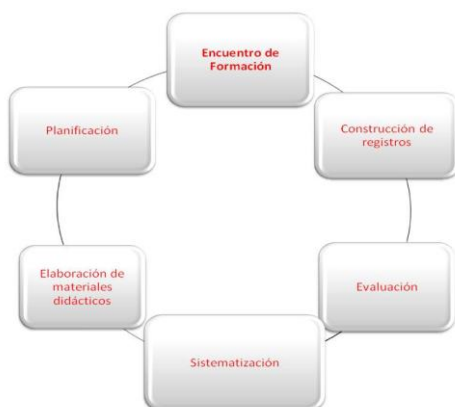 Encuentro de
Formación
Construcción de
registros
Evaluación
Sistematización
Elaboración de
materiales
didácticos
Planificación